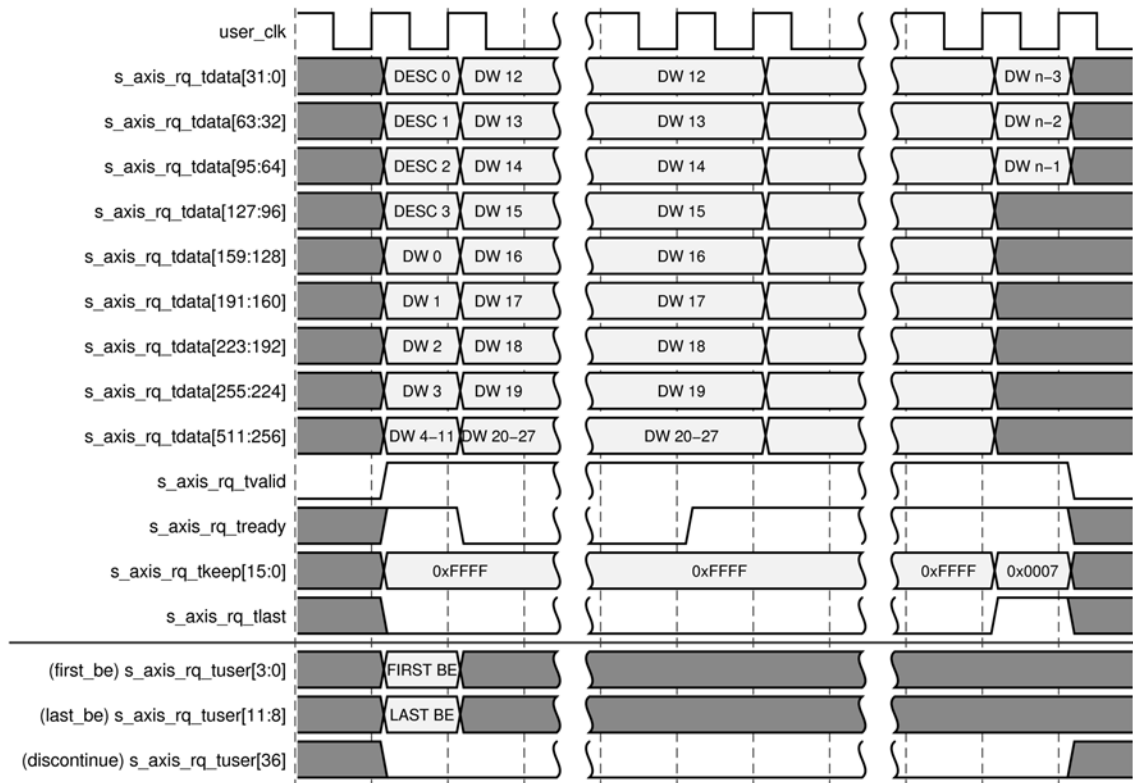 user_clk
s_axis_rq_tdata[31:0] DESC 0 DW 12 DW 12 DW n−3
s_axis_rq_tdata[63:32] DESC 1 DW 13 DW 13 DW n−2
s_axis_rq_tdata[95:64] DESC 2 DW 14 DW 14 DW n−1
s_axis_rq_tdata[127:96] DESC 3 DW 15 DW 15
s_axis_rq_tdata[159:128] DW 0 DW 16 DW 16
s_axis_rq_tdata[191:160] DW 1 DW 17 DW 17
s_axis_rq_tdata[223:192] DW 2 DW 18 DW 18
s_axis_rq_tdata[255:224] DW 3 DW 19 DW 19
s_axis_rq_tdata[511:256] DW 4−11 DW 20−27 DW 20−27
s_axis_rq_tvalid
s_axis_rq_tready
s_axis_rq_tkeep[15:0] 0xFFFF 0xFFFF 0xFFFF 0x0007
s_axis_rq_tlast
(first_be) s_axis_rq_tuser[3:0] FIRST BE
(last_be) s_axis_rq_tuser[11:8] LAST BE
(discontinue) s_axis_rq_tuser[36]